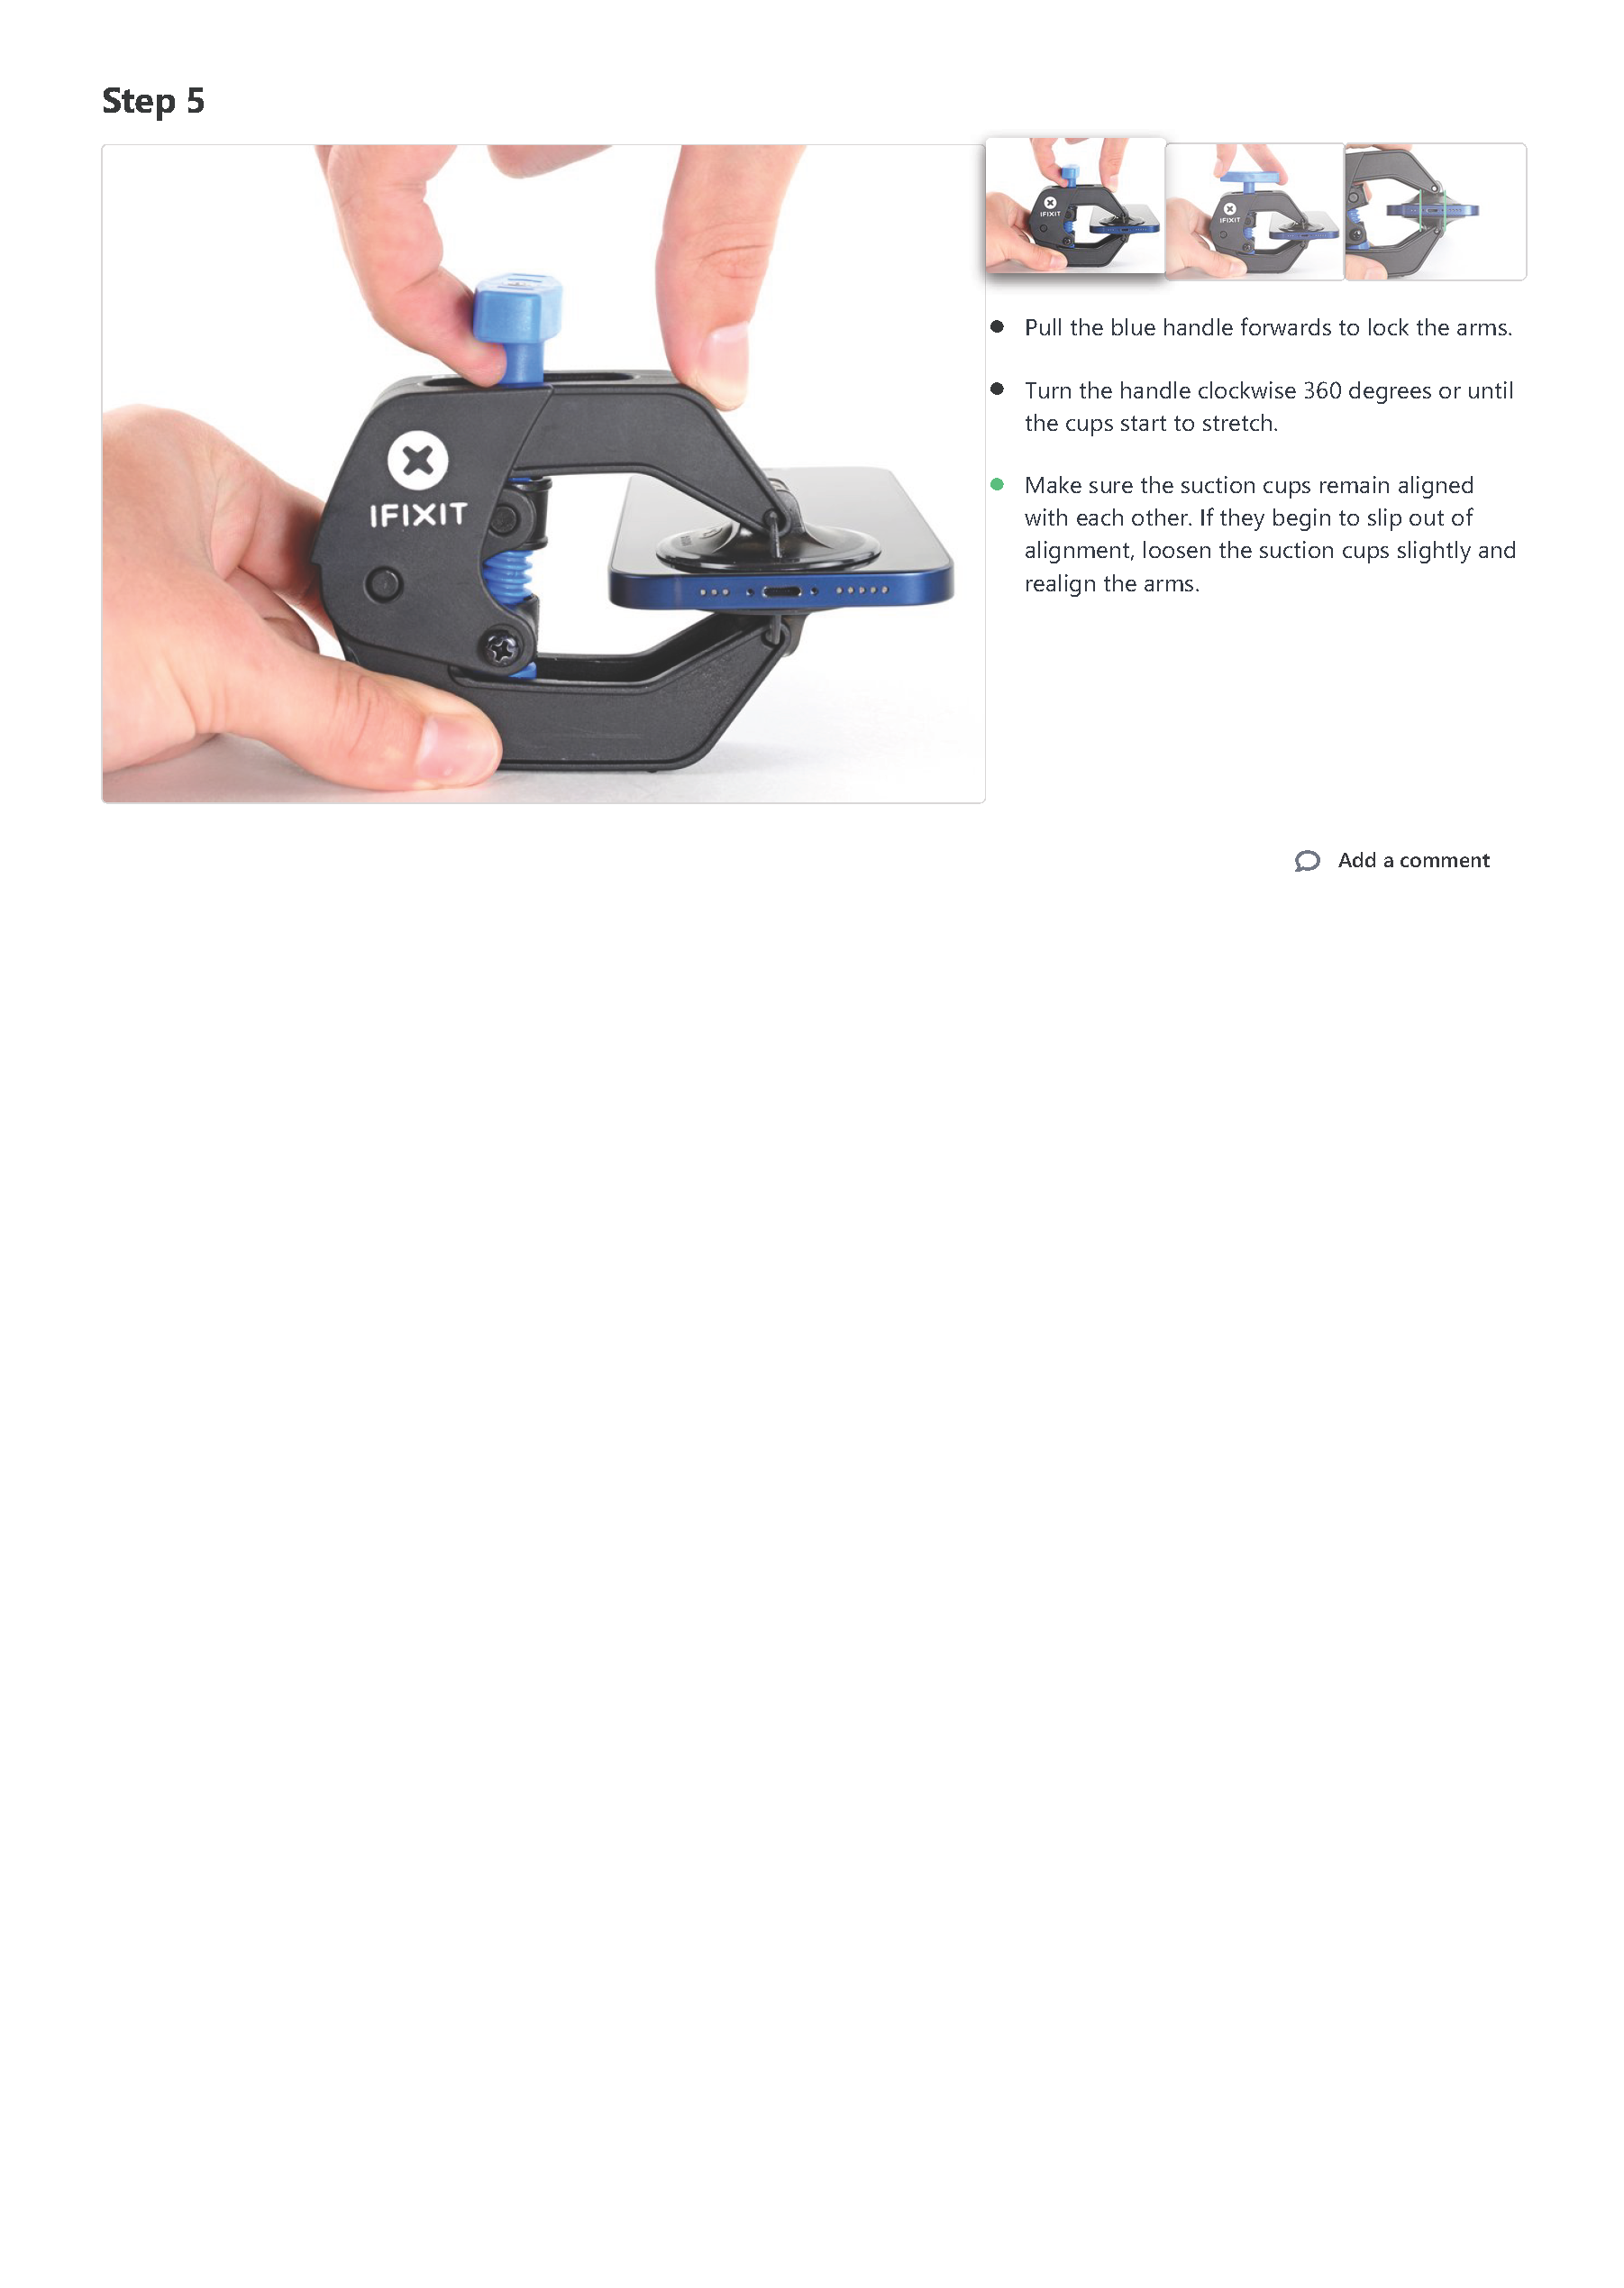 Step 5
IFIXIT
IFIXIT
IFIXIT
Pull the blue handle forwards to lock the arms.
Turn the handle clockwise 360 degrees or until
the cups start to stretch.
Make sure the suction cups remain aligned
with each other. If they begin to slip out of
alignment, loosen the suction cups slightly and
realign the arms.
Add a comment